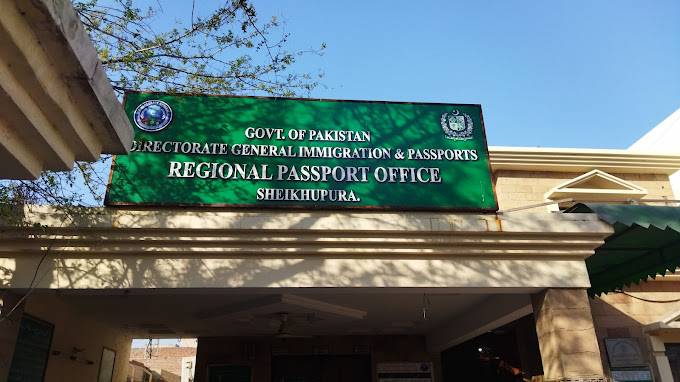 GOVT. OF PAKISTAN
DIRECTORATE GENERAL IMMIGRATION & PASSPORTS
REGIONAL PASSPORT OFFICE
SHEIKHUPURA.